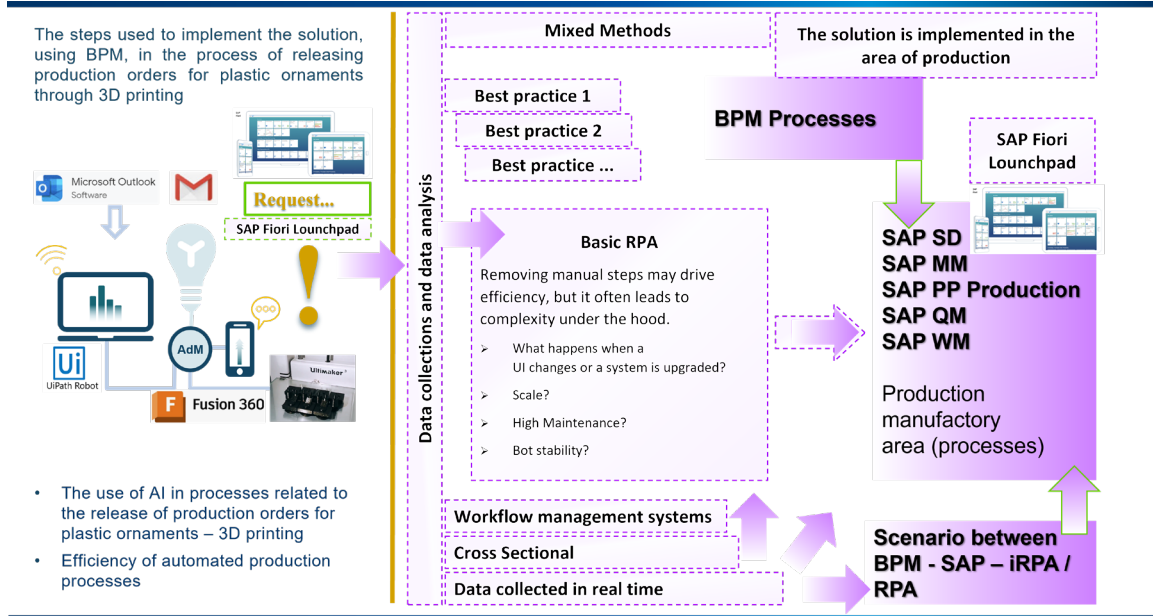 The steps used to implement the solution,
using BPM, in the process of releasing
production orders for plastic ornaments
through 3D printing
Microsoft Outlook
Software
Request...
SAP Fiori Lounchpad
AdM
Ui
UiPath Robot
F
Fusion 360
Ultimaker
• The use of AI in processes related to
the release of production orders for
plastic ornaments – 3D printing
• Efficiency of automated production
processes
Data collections and data analysis
Mixed Methods
Best practice 1
Best practice 2
Best practice ...
Basic RPA
Removing manual steps may drive
efficiency, but it often leads to
complexity under the hood.
➢ What happens when a
UI changes or a system is upgraded?
➢ Scale?
➢ High Maintenance?
➢ Bot stability?
Workflow management systems
Cross Sectional
Data collected in real time
The solution is implemented in the
area of production
BPM Processes
SAP Fiori
Lounchpad
SAP SD
SAP MM
SAP PP Production
SAP QM
SAP WM
Production
manufactory
area (processes)
Scenario between
BPM - SAP – iRPA /
RPA